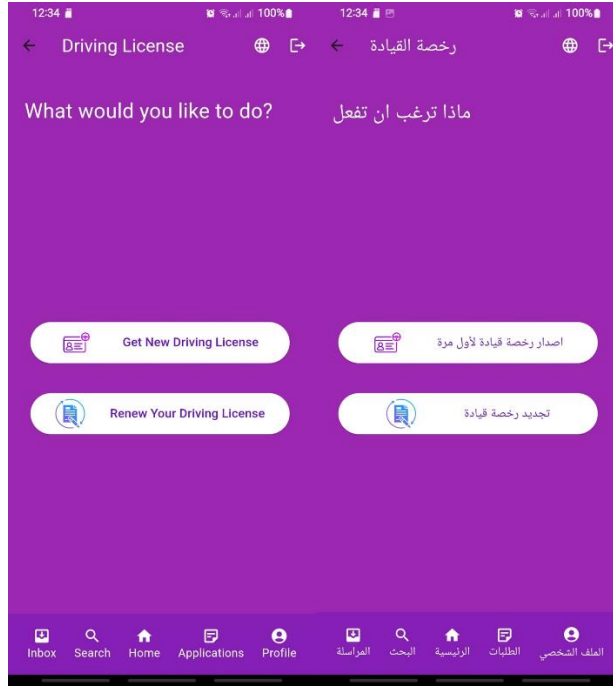 12:34
100%
Driving License
What would you like to do?
Get New Driving License
Renew Your Driving License
Inbox
Search
Home
Applications
Profile
12:34
100%
رخصة القيادة
ماذا ترغب ان تفعل
اصدار رخصة قيادة لأول مرة
تجديد رخصة قيادة
المراسلة
البحث
الرئيسية
الطلبات
الملف الشخصي